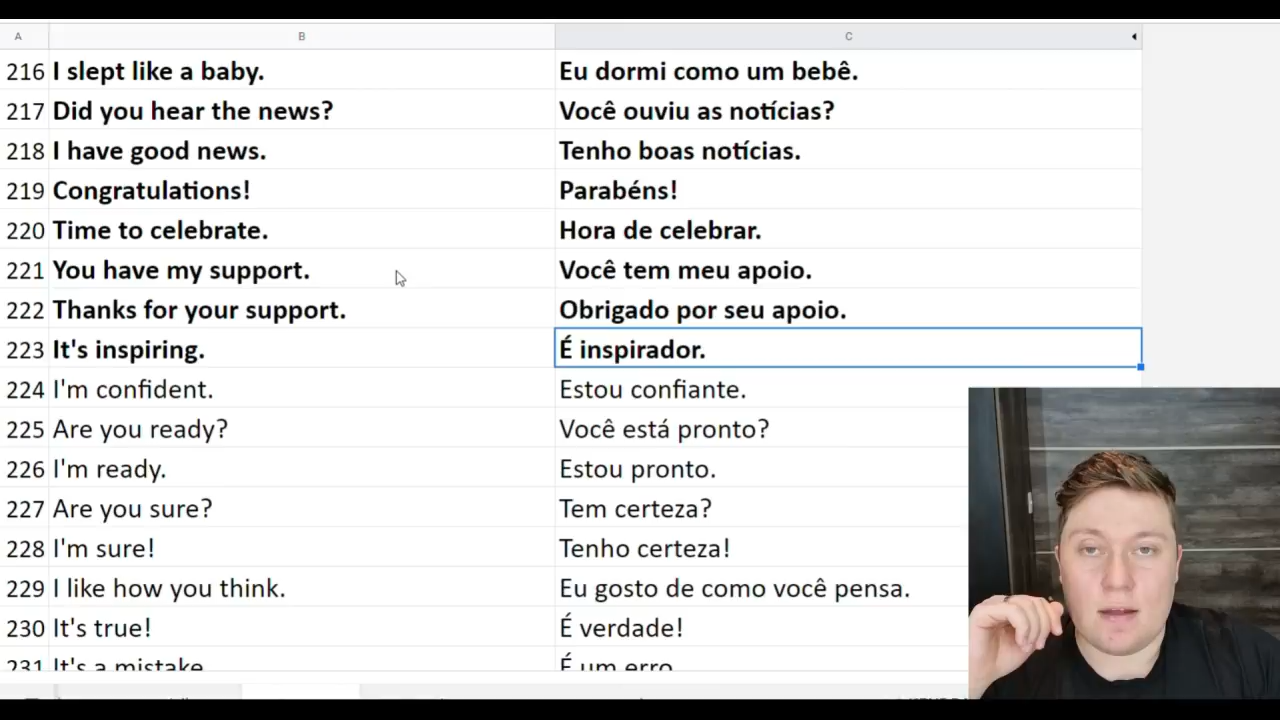 A B C
216 I slept like a baby. Eu dormi como um bebê.
217 Did you hear the news? Você ouviu as notícias?
218 I have good news. Tenho boas notícias.
219 Congratulations! Parabéns!
220 Time to celebrate. Hora de celebrar.
221 You have my support. Você tem meu apoio.
222 Thanks for your support. Obrigado por seu apoio.
223 It's inspiring. É inspirador.
224 I'm confident. Estou confiante.
225 Are you ready? Você está pronto?
226 I'm ready. Estou pronto.
227 Are you sure? Tem certeza?
228 I'm sure! Tenho certeza!
229 I like how you think. Eu gosto de como você pensa.
230 It's true! É verdade!
231 It's a mistake É um erro